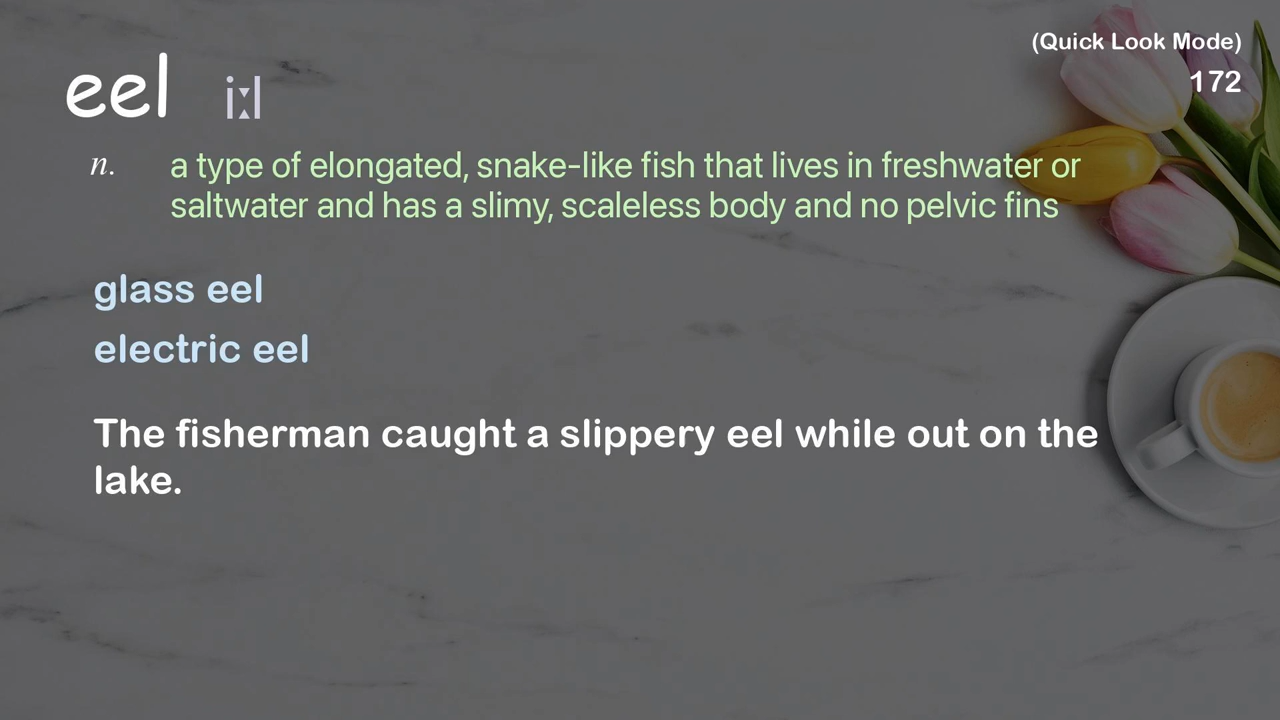 (Quick Look Mode)
eel iːl
172
n. a type of elongated, snake-like fish that lives in freshwater or
saltwater and has a slimy, scaleless body and no pelvic fins
glass eel
electric eel
The fisherman caught a slippery eel while out on the
lake.